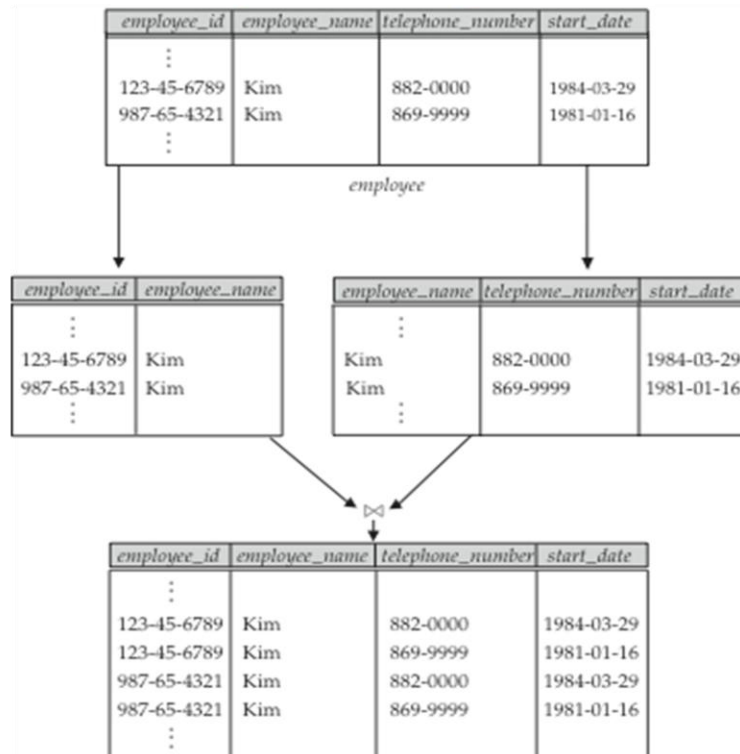 employee_id employee_name telephone_number start_date
⋮
123-45-6789 Kim 882-0000 1984-03-29
987-65-4321 Kim 869-9999 1981-01-16
⋮
employee
employee_id employee_name
⋮
123-45-6789 Kim
987-65-4321 Kim
⋮
employee_name telephone_number start_date
⋮
Kim 882-0000 1984-03-29
Kim 869-9999 1981-01-16
⋮
⋈
employee_id employee_name telephone_number start_date
⋮
123-45-6789 Kim 882-0000 1984-03-29
123-45-6789 Kim 869-9999 1981-01-16
987-65-4321 Kim 882-0000 1984-03-29
987-65-4321 Kim 869-9999 1981-01-16
⋮